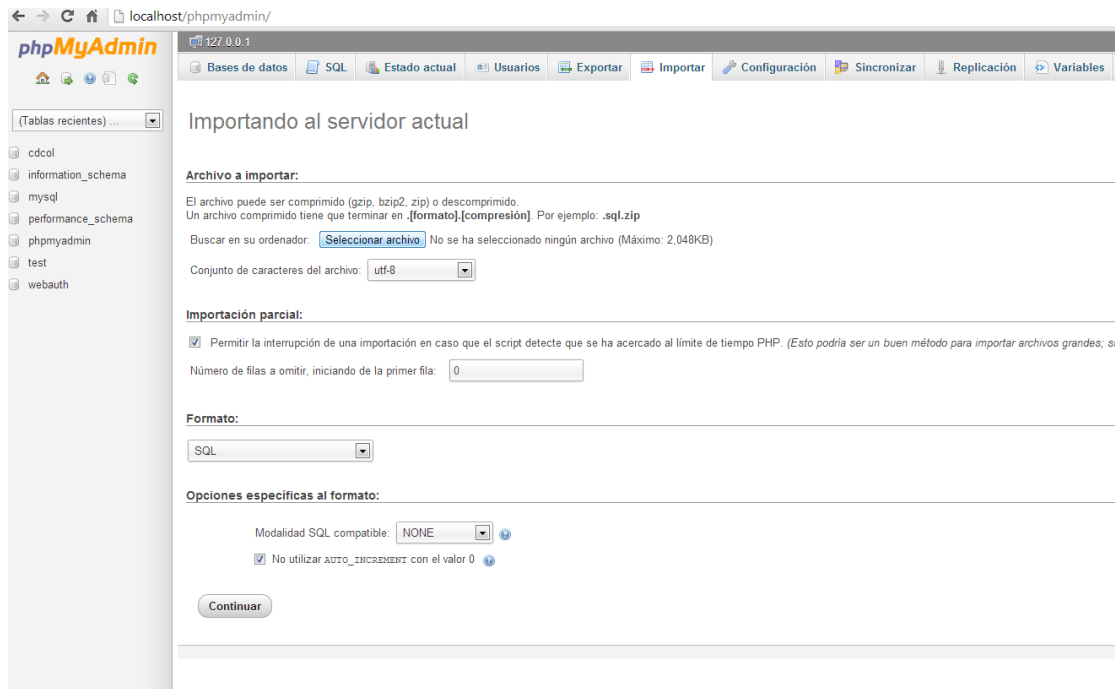 localhost/phpmyadmin/
phpMyAdmin
(Tablas recientes) ...
cdcol
information_schema
mysql
performance_schema
phpmyadmin
test
webauth
127.0.0.1
Bases de datos SQL Estado actual Usuarios Exportar Importar Configuración Sincronizar Replicación Variables
Importando al servidor actual
Archivo a importar:
El archivo puede ser comprimido (gzip, bzip2, zip) o descomprimido.
Un archivo comprimido tiene que terminar en .[formato].[compresión]. Por ejemplo: .sql.zip
Buscar en su ordenador: Seleccionar archivo No se ha seleccionado ningún archivo (Máximo: 2,048KB)
Conjunto de caracteres del archivo: utf-8
Importación parcial:
Permitir la interrupción de una importación en caso que el script detecte que se ha acercado al límite de tiempo PHP. (Esto podría ser un buen método para importar archivos grandes;
Número de filas a omitir, iniciando de la primer fila: 0
Formato:
SQL
Opciones específicas al formato:
Modalidad SQL compatible: NONE
No utilizar AUTO_INCREMENT con el valor 0
Continuar